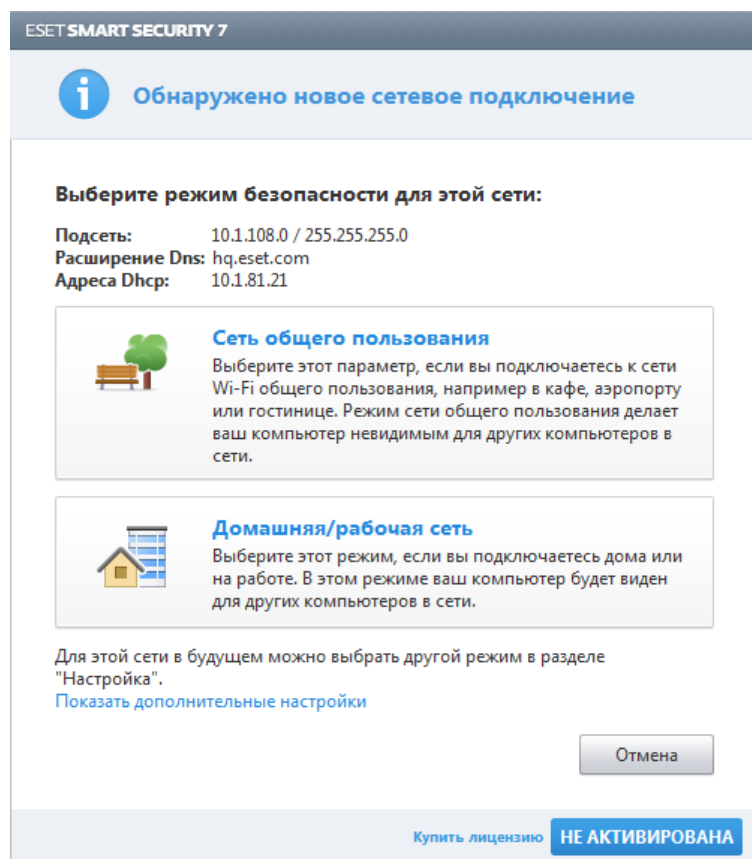 ESET SMART SECURITY 7
Обнаружено новое сетевое подключение
Выберите режим безопасности для этой сети:
Подсеть: 10.1.108.0 / 255.255.255.0
Расширение Dns: hq.eset.com
Адреса Dhcp: 10.1.81.21
Сеть общего пользования
Выберите этот параметр, если вы подключаетесь к сети
Wi-Fi общего пользования, например в кафе, аэропорту
или гостинице. Режим сети общего пользования делает
ваш компьютер невидимым для других компьютеров в
сети.
Домашняя/рабочая сеть
Выберите этот режим, если вы подключаетесь дома или
на работе. В этом режиме ваш компьютер будет виден
для других компьютеров в сети.
Для этой сети в будущем можно выбрать другой режим в разделе
"Настройка".
Показать дополнительные настройки
Отмена
Купить лицензию НЕ АКТИВИРОВАНА